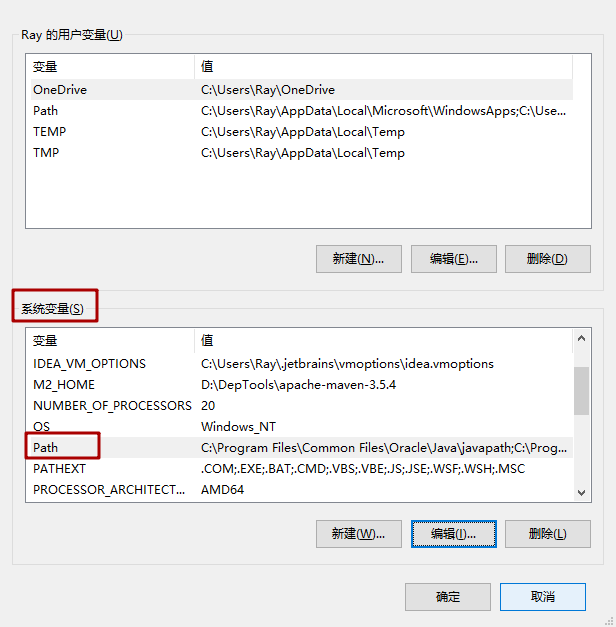 Ray 的用户变量(U)
变量 值
OneDrive C:\Users\Ray\OneDrive
Path C:\Users\Ray\AppData\Local\Microsoft\WindowsApps;C:\Use...
TEMP C:\Users\Ray\AppData\Local\Temp
TMP C:\Users\Ray\AppData\Local\Temp
新建(N)... 编辑(E)... 删除(D)
系统变量(S)
变量 值
IDEA_VM_OPTIONS C:\Users\Ray\.jetbrains\vmoptions\idea.vmoptions
M2_HOME D:\DepTools\apache-maven-3.5.4
NUMBER_OF_PROCESSORS 20
OS Windows_NT
Path C:\Program Files\Common Files\Oracle\Java\javapath;C:\Prog...
PATHEXT .COM;.EXE;.BAT;.CMD;.VBS;.VBE;.JS;.JSE;.WSF;.WSH;.MSC
PROCESSOR_ARCHITECT... AMD64
新建(W)... 编辑(I)... 删除(L)
确定 取消